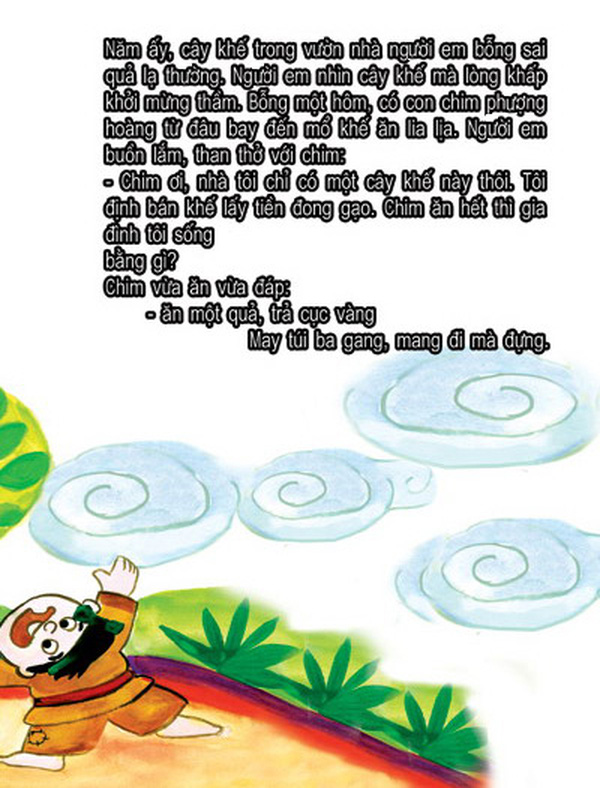 Năm ấy, cây khế trong vườn nhà người em bỗng sai
quả lạ thường. Người em nhìn cây khế mà lòng khấp
khởi mừng thầm. Bỗng một hôm, có con chim phượng
hoàng từ đâu bay đến mổ khế ăn lia lịa. Người em
buồn lắm, than thở với chim:
- Chim ơi, nhà tôi chỉ có một cây khế này thôi. Tôi
định bán khế lấy tiền đong gạo. Chim ăn hết thì gia
đình tôi sống
bằng gì?
Chim vừa ăn vừa đáp:
- ăn một quả, trả cục vàng
May túi ba gang, mang đi mà đựng.